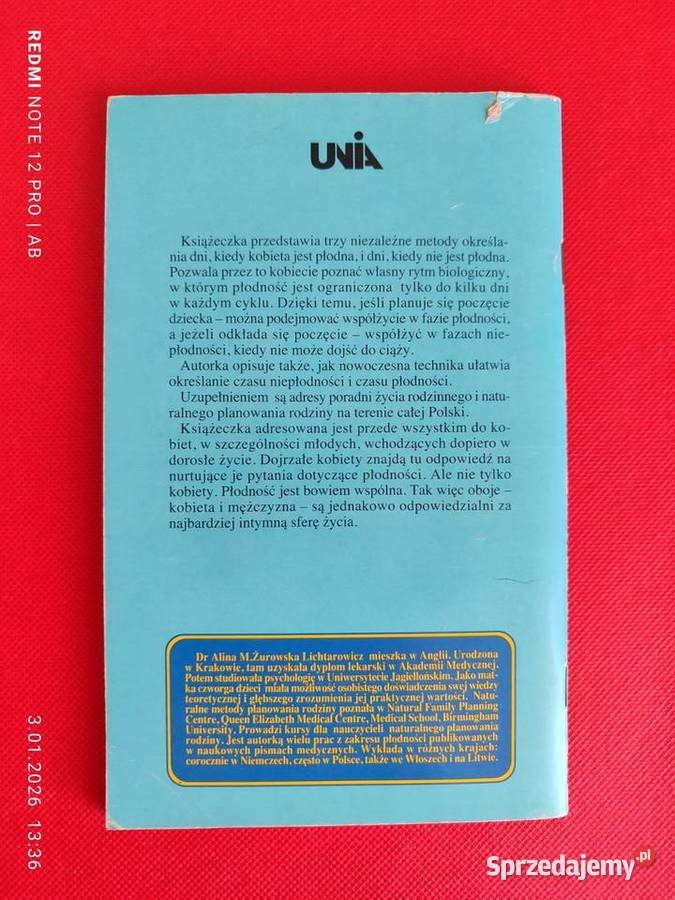 UNIA
Książeczka przedstawia trzy niezależne metody określa-
nia dni, kiedy kobieta jest płodna, i dni, kiedy nie jest płodna.
Pozwala przez to kobiecie poznać własny rytm biologiczny,
w którym płodność jest ograniczona tylko do kilku dni
w każdym cyklu. Dzięki temu, jeśli planuje się poczęcie
dziecka – można podejmować współżycie w fazie płodności,
a jeżeli odkłada się poczęcie – współżyć w fazach nie-
płodności, kiedy nie może dojść do ciąży.
Autorka opisuje także, jak nowoczesna technika ułatwia
określanie czasu niepłodności i czasu płodności.
Uzupełnieniem są adresy poradni życia rodzinnego i natu-
ralnego planowania rodziny na terenie całej Polski.
Książeczka adresowana jest przede wszystkim do ko-
biet, w szczególności młodych, wchodzących dopiero w
dorosłe życie. Dojrzałe kobiety znajdą tu odpowiedź na
nurtujące je pytania dotyczące płodności. Ale nie tylko
kobiety. Płodność jest bowiem wspólna. Tak więc oboje –
kobieta i mężczyzna – są jednakowo odpowiedzialni za
najbardziej intymną sferę życia.
Dr Alina M.Żurowska Lichtarowicz mieszka w Anglii. Urodzona
w Krakowie, tam uzyskała dyplom lekarski w Akademii Medycznej.
Potem studiowała psychologię w Uniwersytecie Jagiellońskim. Jako mat-
ka czworga dzieci miała możliwość osobistego doświadczenia swej wiedzy
teoretycznej i głębszego zrozumienia jej praktycznej wartości. Natu-
ralne metody planowania rodziny poznała w Natural Family Planning
Centre, Queen Elizabeth Medical Centre, Medical School, Birmingham
University. Prowadzi kursy dla nauczycieli naturalnego planowania
rodziny. Jest autorką wielu prac z zakresu płodności publikowanych
w naukowych pismach medycznych. Wykłada w różnych krajach:
corocznie w Niemczech, często w Polsce, także we Włoszech i na Litwie.
REDMI NOTE 12 PRO | AB
3.01.2026 13:36
Sprzedajemy.pl